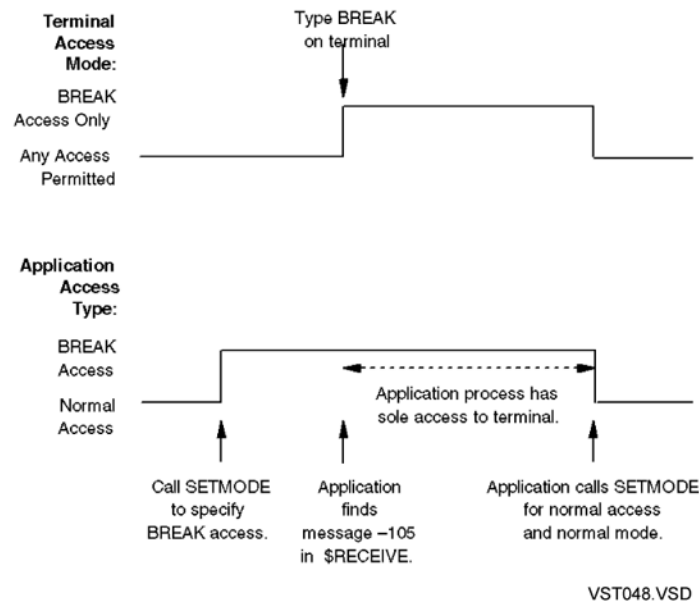 Terminal
Access
Mode:
Type BREAK
on terminal
BREAK
Access Only
Any Access
Permitted
Application
Access
Type:
BREAK
Access
Normal
Access
Application process has
sole access to terminal.
Call SETMODE
to specify
BREAK access.
Application
finds
message –105
in $RECEIVE.
Application calls SETMODE
for normal access
and normal mode.
VST048.VSD